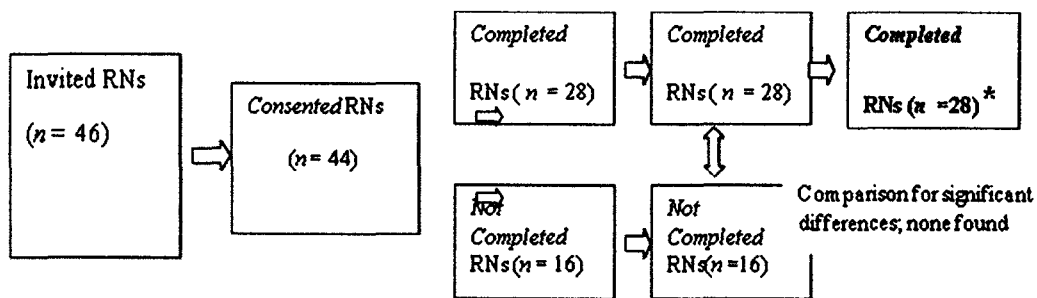 Invited RNs
(n = 46)
Consented RNs
(n = 44)
Completed
RNs (n = 28)
Completed
RNs (n = 28)
Completed
RNs (n =28) *
Not
Completed
RNs (n = 16)
Not
Completed
RNs(n=16)
Comparison for significant
differences; none found